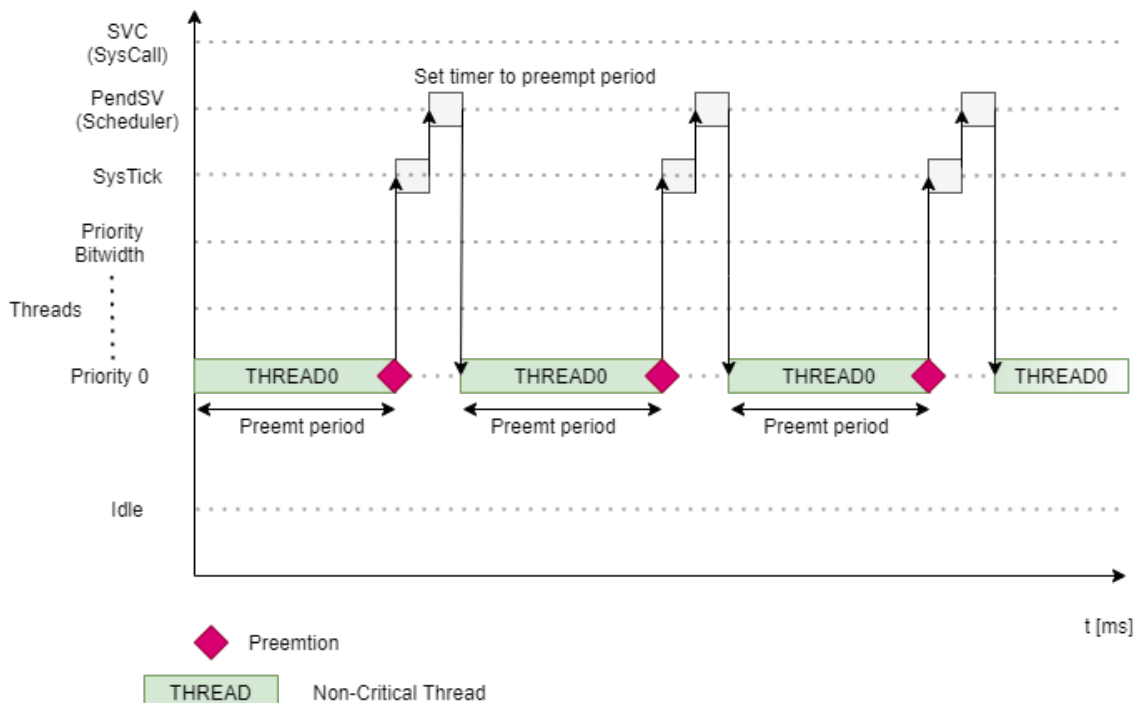 SVC
(SysCall)
Set timer to preempt period
PendSV
(Scheduler)
SysTick
Priority
Bitwidth
Threads
Priority 0
THREAD0
THREAD0
THREAD0
THREAD0
Preemt period
Preemt period
Preemt period
Idle
t [ms]
Preemtion
THREAD
Non-Critical Thread